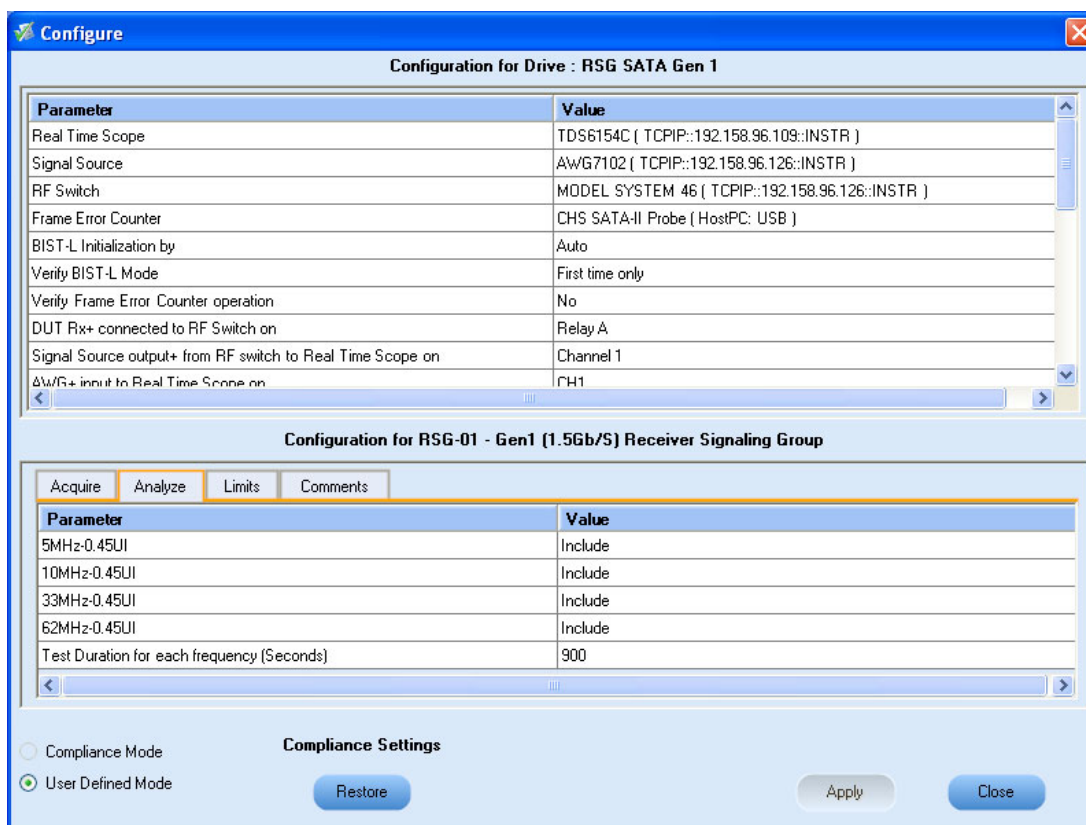 Configure
Configuration for Drive : RSG SATA Gen 1
Parameter Value
Real Time Scope TDS6154C ( TCPIP::192.158.96.109::INSTR )
Signal Source AWG7102 ( TCPIP::192.158.96.126::INSTR )
RF Switch MODEL SYSTEM 46 ( TCPIP::192.158.96.126::INSTR )
Frame Error Counter CHS SATA-II Probe ( HostPC: USB )
BIST-L Initialization by Auto
Verify BIST-L Mode First time only
Verify Frame Error Counter operation No
DUT Rx+ connected to RF Switch on Relay A
Signal Source output+ from RF switch to Real Time Scope on Channel 1
AWG+ input to Real Time Scope on CH1
Configuration for RSG-01 - Gen1 (1.5Gb/S) Receiver Signaling Group
Acquire Analyze Limits Comments
Parameter Value
5MHz-0.45UI Include
10MHz-0.45UI Include
33MHz-0.45UI Include
62MHz-0.45UI Include
Test Duration for each frequency (Seconds) 900
Compliance Mode Compliance Settings
User Defined Mode Restore Apply Close